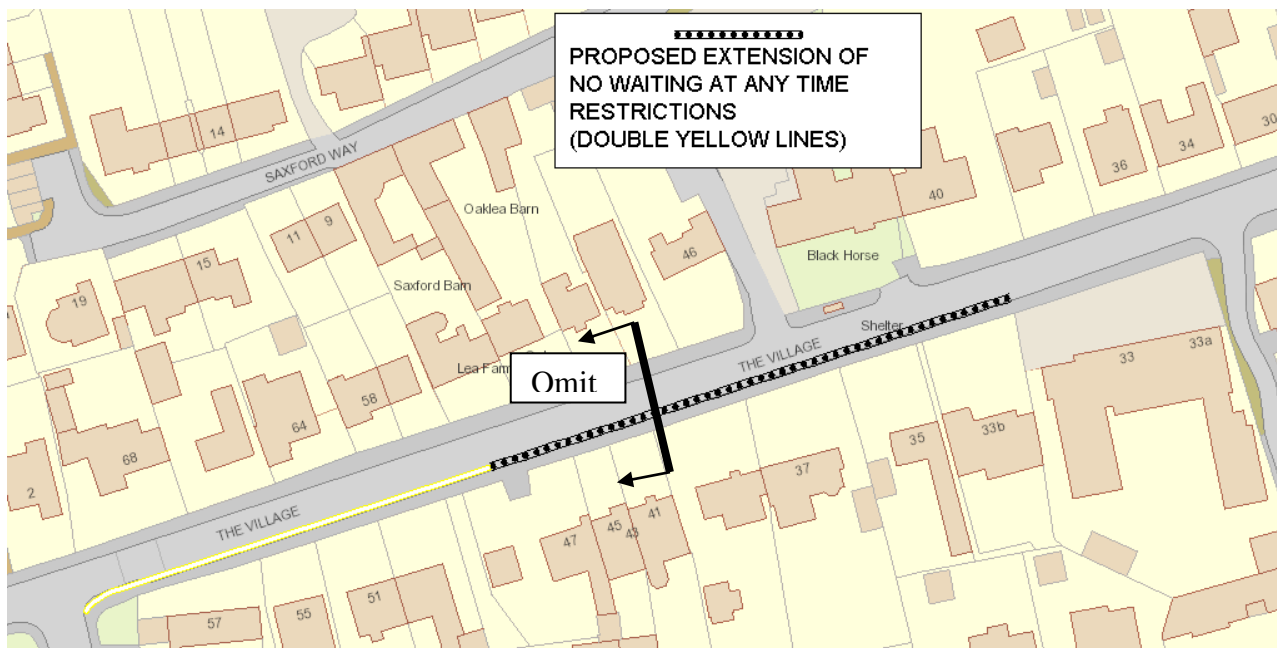 PROPOSED EXTENSION OF
NO WAITING AT ANY TIME
RESTRICTIONS
(DOUBLE YELLOW LINES)
14
SAXFORD WAY
Oaklea Barn
11
9
15
19
Saxford Barn
46
Black Horse
40
36
34
30
Shelter
THE VILLAGE
Lea Farm
Omit
58
64
68
2
THE VILLAGE
33
33a
33b
35
37
41
43
45
47
51
55
57